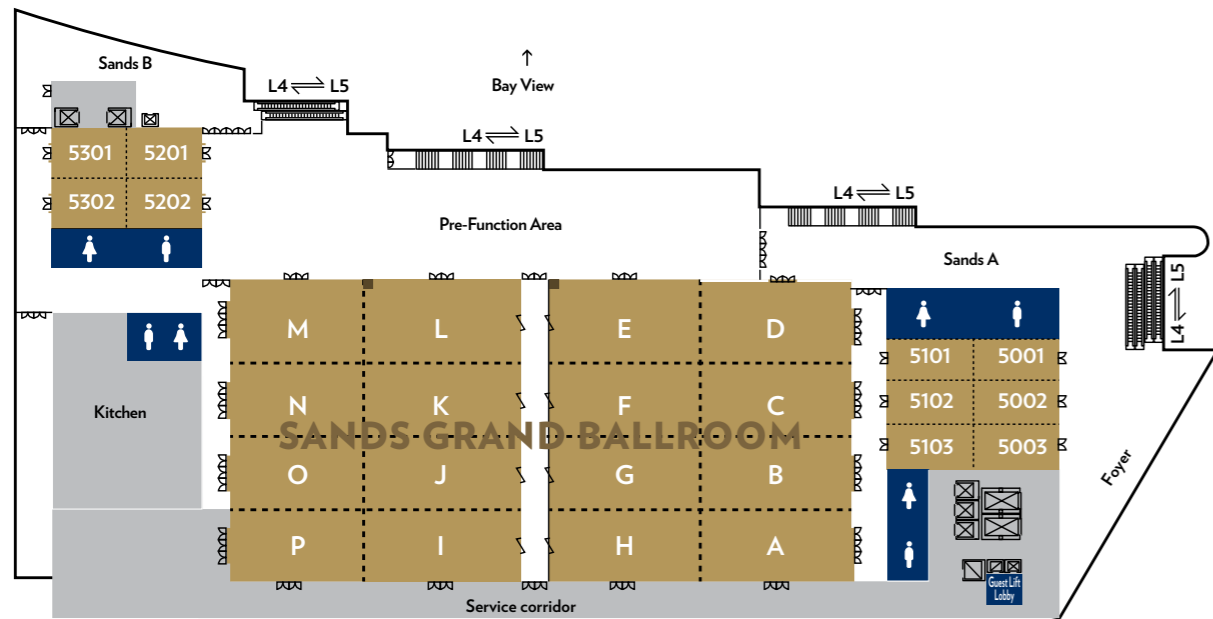 Sands B
↑
Bay View
L4 ⇌ L5
L4 ⇌ L5
L4 ⇌ L5
5301 5201
5302 5202
Pre-Function Area
Sands A
L4 ⇌ L5
M L E D
5101 5001
Kitchen
N K F C
5102 5002
SANDS GRAND BALLROOM
5103 5003
O J G B
Foyer
P I H A
Guest Lift
Lobby
Service corridor